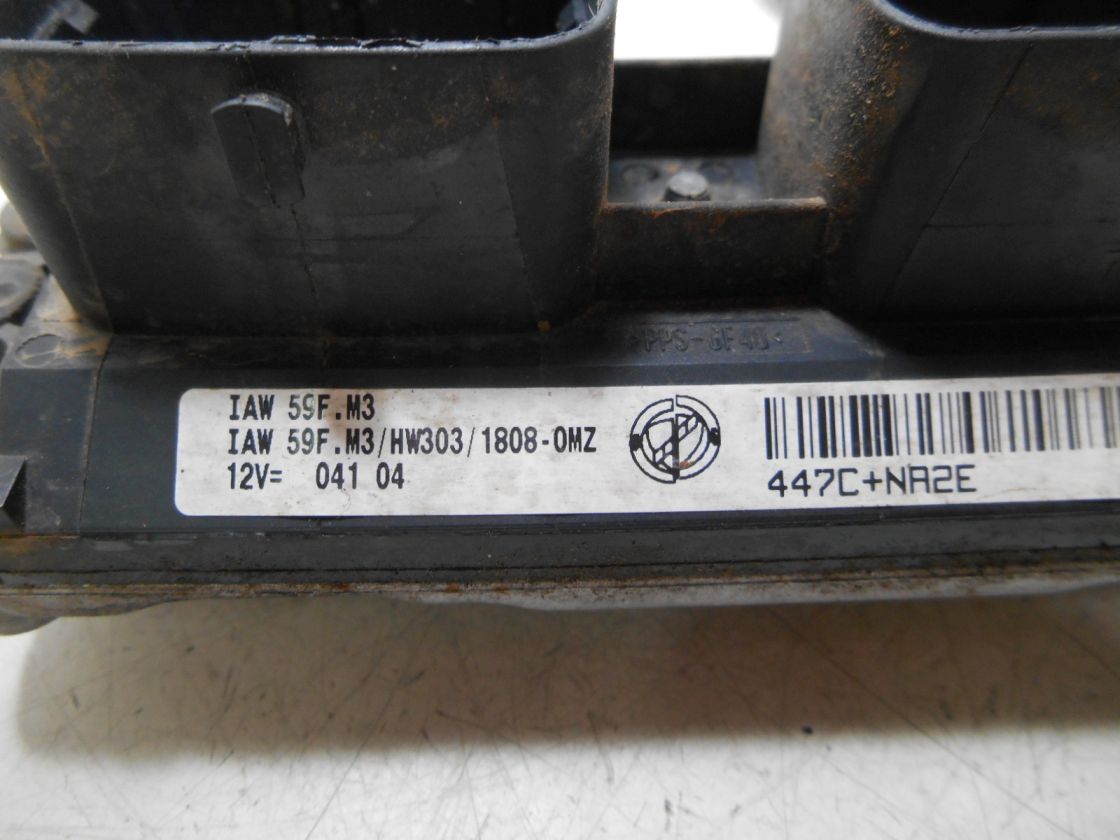 >PPS-GF40<
IAW 59F.M3
IAW 59F.M3/HW303/1808-0MZ
12V= 041 04
447C+NA2E